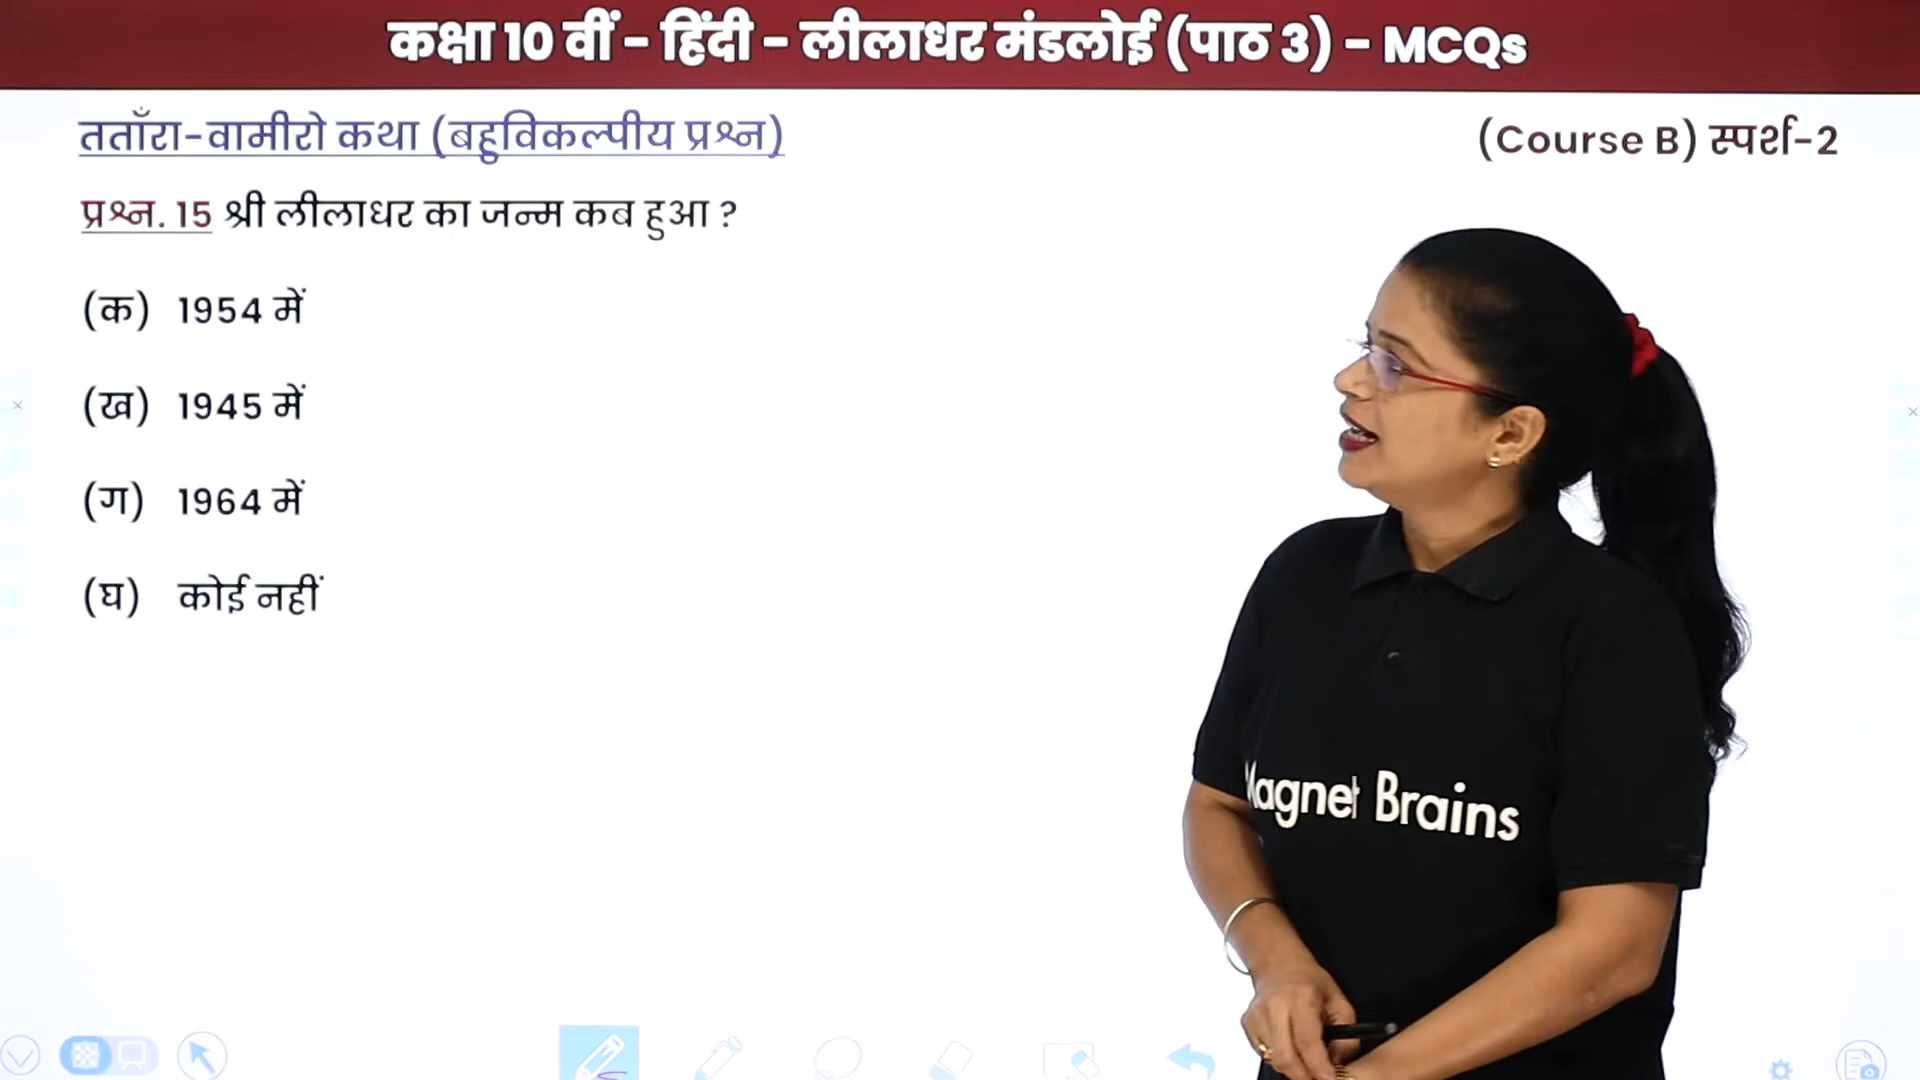 कक्षा 10 वीं - हिंदी - लीलाधर मंडलोई (पाठ 3) - MCQs
तताँरा-वामीरो कथा (बहुविकल्पीय प्रश्न)
(Course B) स्पर्श-2
प्रश्न. 15 श्री लीलाधर का जन्म कब हुआ ?
(क) 1954 में
(ख) 1945 में
(ग) 1964 में
(घ) कोई नहीं
Magnet Brains